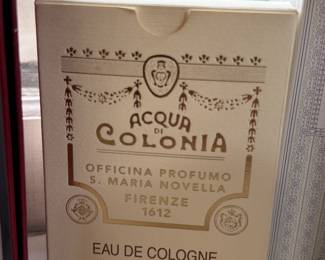 ACQUA
DI
COLONIA
OFFICINA PROFUMO
S. MARIA NOVELLA
FIRENZE
1612
EAU DE COLOGNE